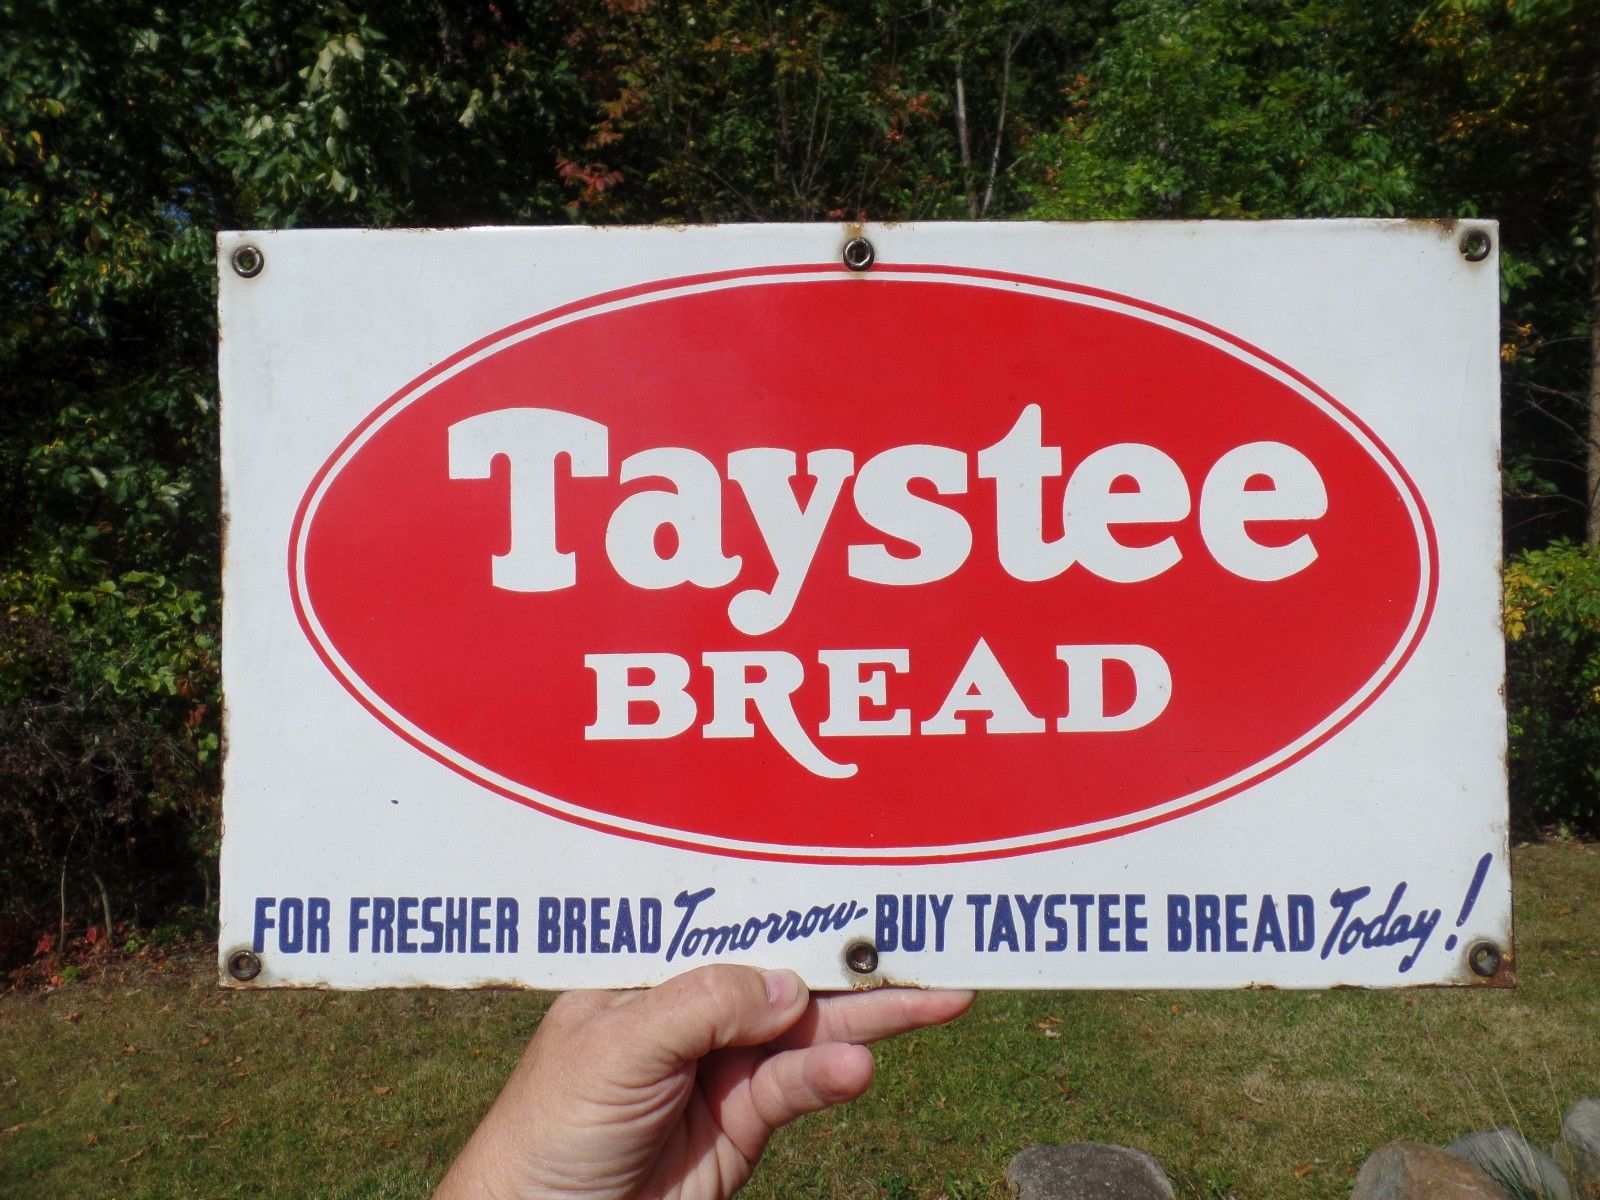 Taystee
BREAD
FOR FRESHER BREAD Tomorrow- BUY TAYSTEE BREAD Today!